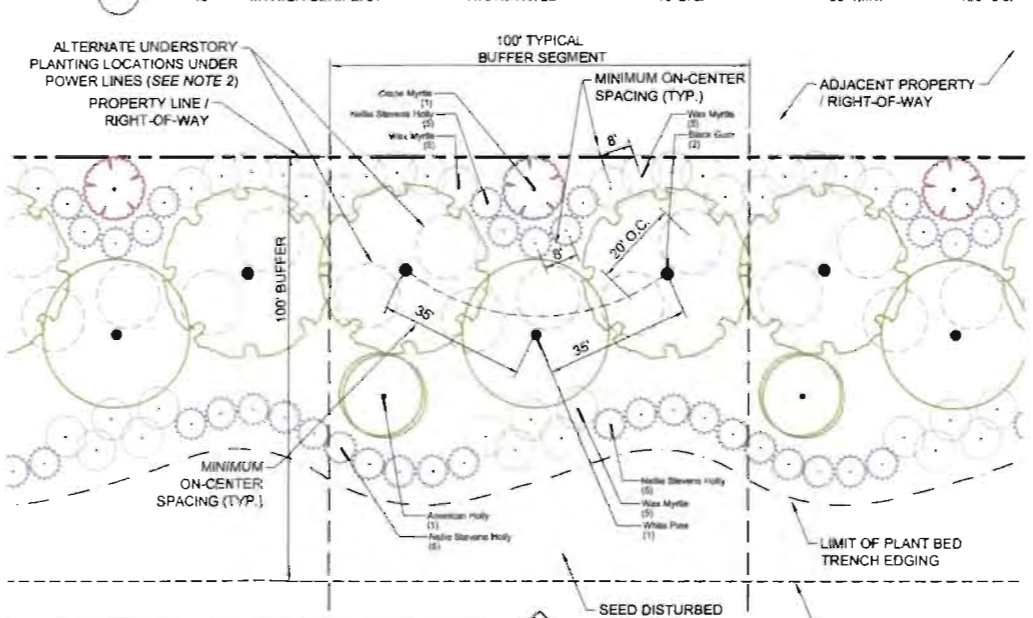 ALTERNATE UNDERSTORY
PLANTING LOCATIONS UNDER
POWER LINES (SEE NOTE 2)
PROPERTY LINE /
RIGHT-OF-WAY
100' TYPICAL
BUFFER SEGMENT
MINIMUM ON-CENTER
SPACING (TYP.)
ADJACENT PROPERTY
/ RIGHT-OF-WAY
Crape Myrtle
(1)
Nellie Stevens Holly
(5)
Wax Myrtle
(5)
Wax Myrtle
(5)
Black Gum
(2)
8'
8'
20' O.C.
100' BUFFER
35'
35'
MINIMUM
ON-CENTER
SPACING (TYP.)
American Holly
(1)
Nellie Stevens Holly
Nellie Stevens Holly
(5)
Wax Myrtle
(5)
White Pine
(1)
LIMIT OF PLANT BED
TRENCH EDGING
SEED DISTURBED